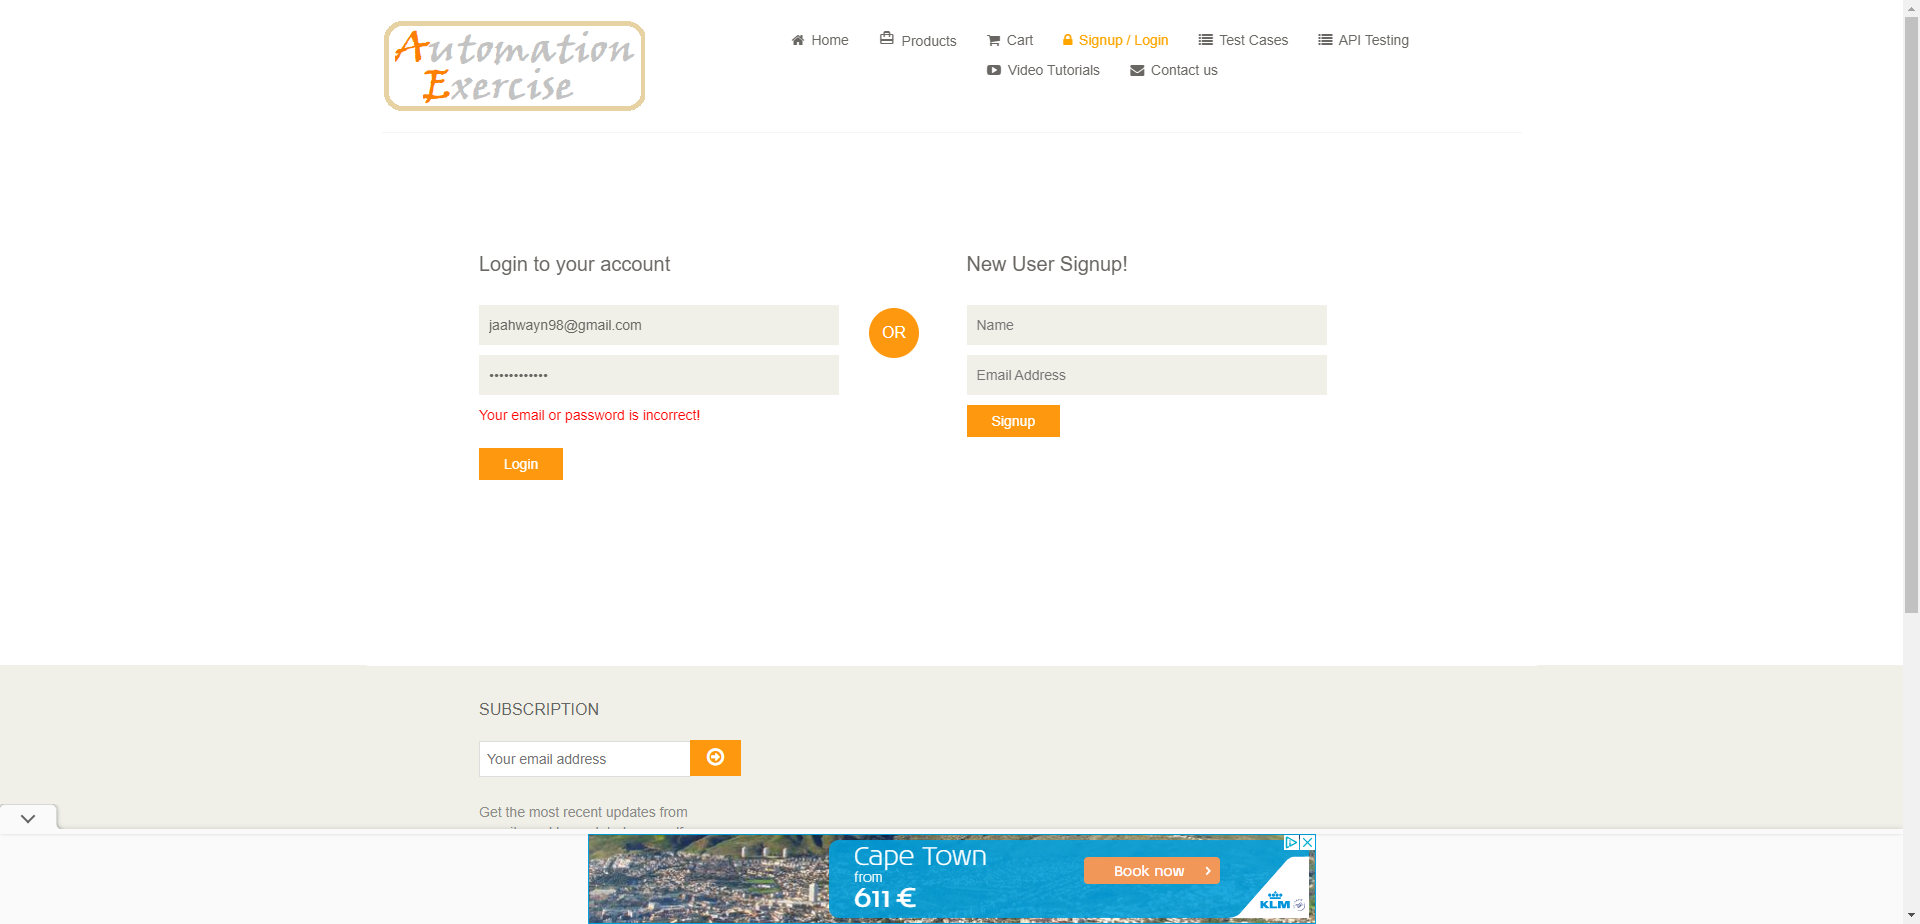 Automation
Exercise
Home
Products
Cart
Signup / Login
Test Cases
API Testing
Video Tutorials
Contact us
Login to your account
jaahwayn98@gmail.com
••••••••••••
Your email or password is incorrect!
Login
OR
New User Signup!
Name
Email Address
Signup
SUBSCRIPTION
Your email address
Get the most recent updates from
Cape Town
from
611 €
Book now
KLM